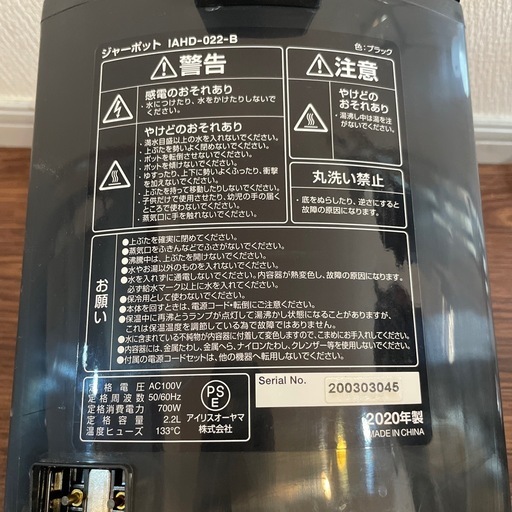 ジャーポット IAHD-022-B
色：ブラック
警告
感電のおそれあり
・水につけたり、水をかけたりしないでください。
やけどのおそれあり
・満水目盛以上の水を入れないでください。
・上ぶたを勢いよく閉めないでください。
・ポットを転倒させないでください。
・ポットを傾けないでください。
・ゆすったり、上下に勢いよくふったり、衝撃
を加えないでください。
・上ぶたを持って移動したりしないでください。
・子供だけで使用させたり、幼児の手の届く
ところで使わないでください。
・蒸気口に手を触れないでください。
注意
やけどの
おそれあり
・湯沸し中は湯を注
がないでください。
丸洗い禁止
・底をぬらしたり、逆さにすると
故障の原因になります。
お願い
●上ぶたを確実に閉めてください。
●蒸気口をふきんなどでふさがないでください。
●沸騰中は、上ぶたを開けないでください。
●水やお湯以外のものを入れないでください。
●水を入れずに通電しないでください。内容器が熱変色し、故障の原因になります。
必ず給水マーク以上に水を入れてください。
●保冷用として使わないでください。
●本体を回すときは、電源コード・転倒にご注意ください。
●保温中に再沸とうランプが点灯して湯沸かし状態になることがありますが、
これは保温温度を調節している為で故障ではありません。
●水に含まれている不純物が内容器に付着して変色しますので、こまめにお手入れしてください。
●内容器には、金属たわし、金属へら、ナイロンたわし、クレンザー等を使用しないでください。
●付属の電源コードセットは、他の機器へ転用しないでください。
定格電圧 AC100V
定格周波数 50/60Hz
定格消費電力 700W
定格容量 2.2L
温度ヒューズ 133℃
PS
E
アイリスオーヤマ
株式会社
Serial No. 200303045
2020年製
MADE IN CHINA